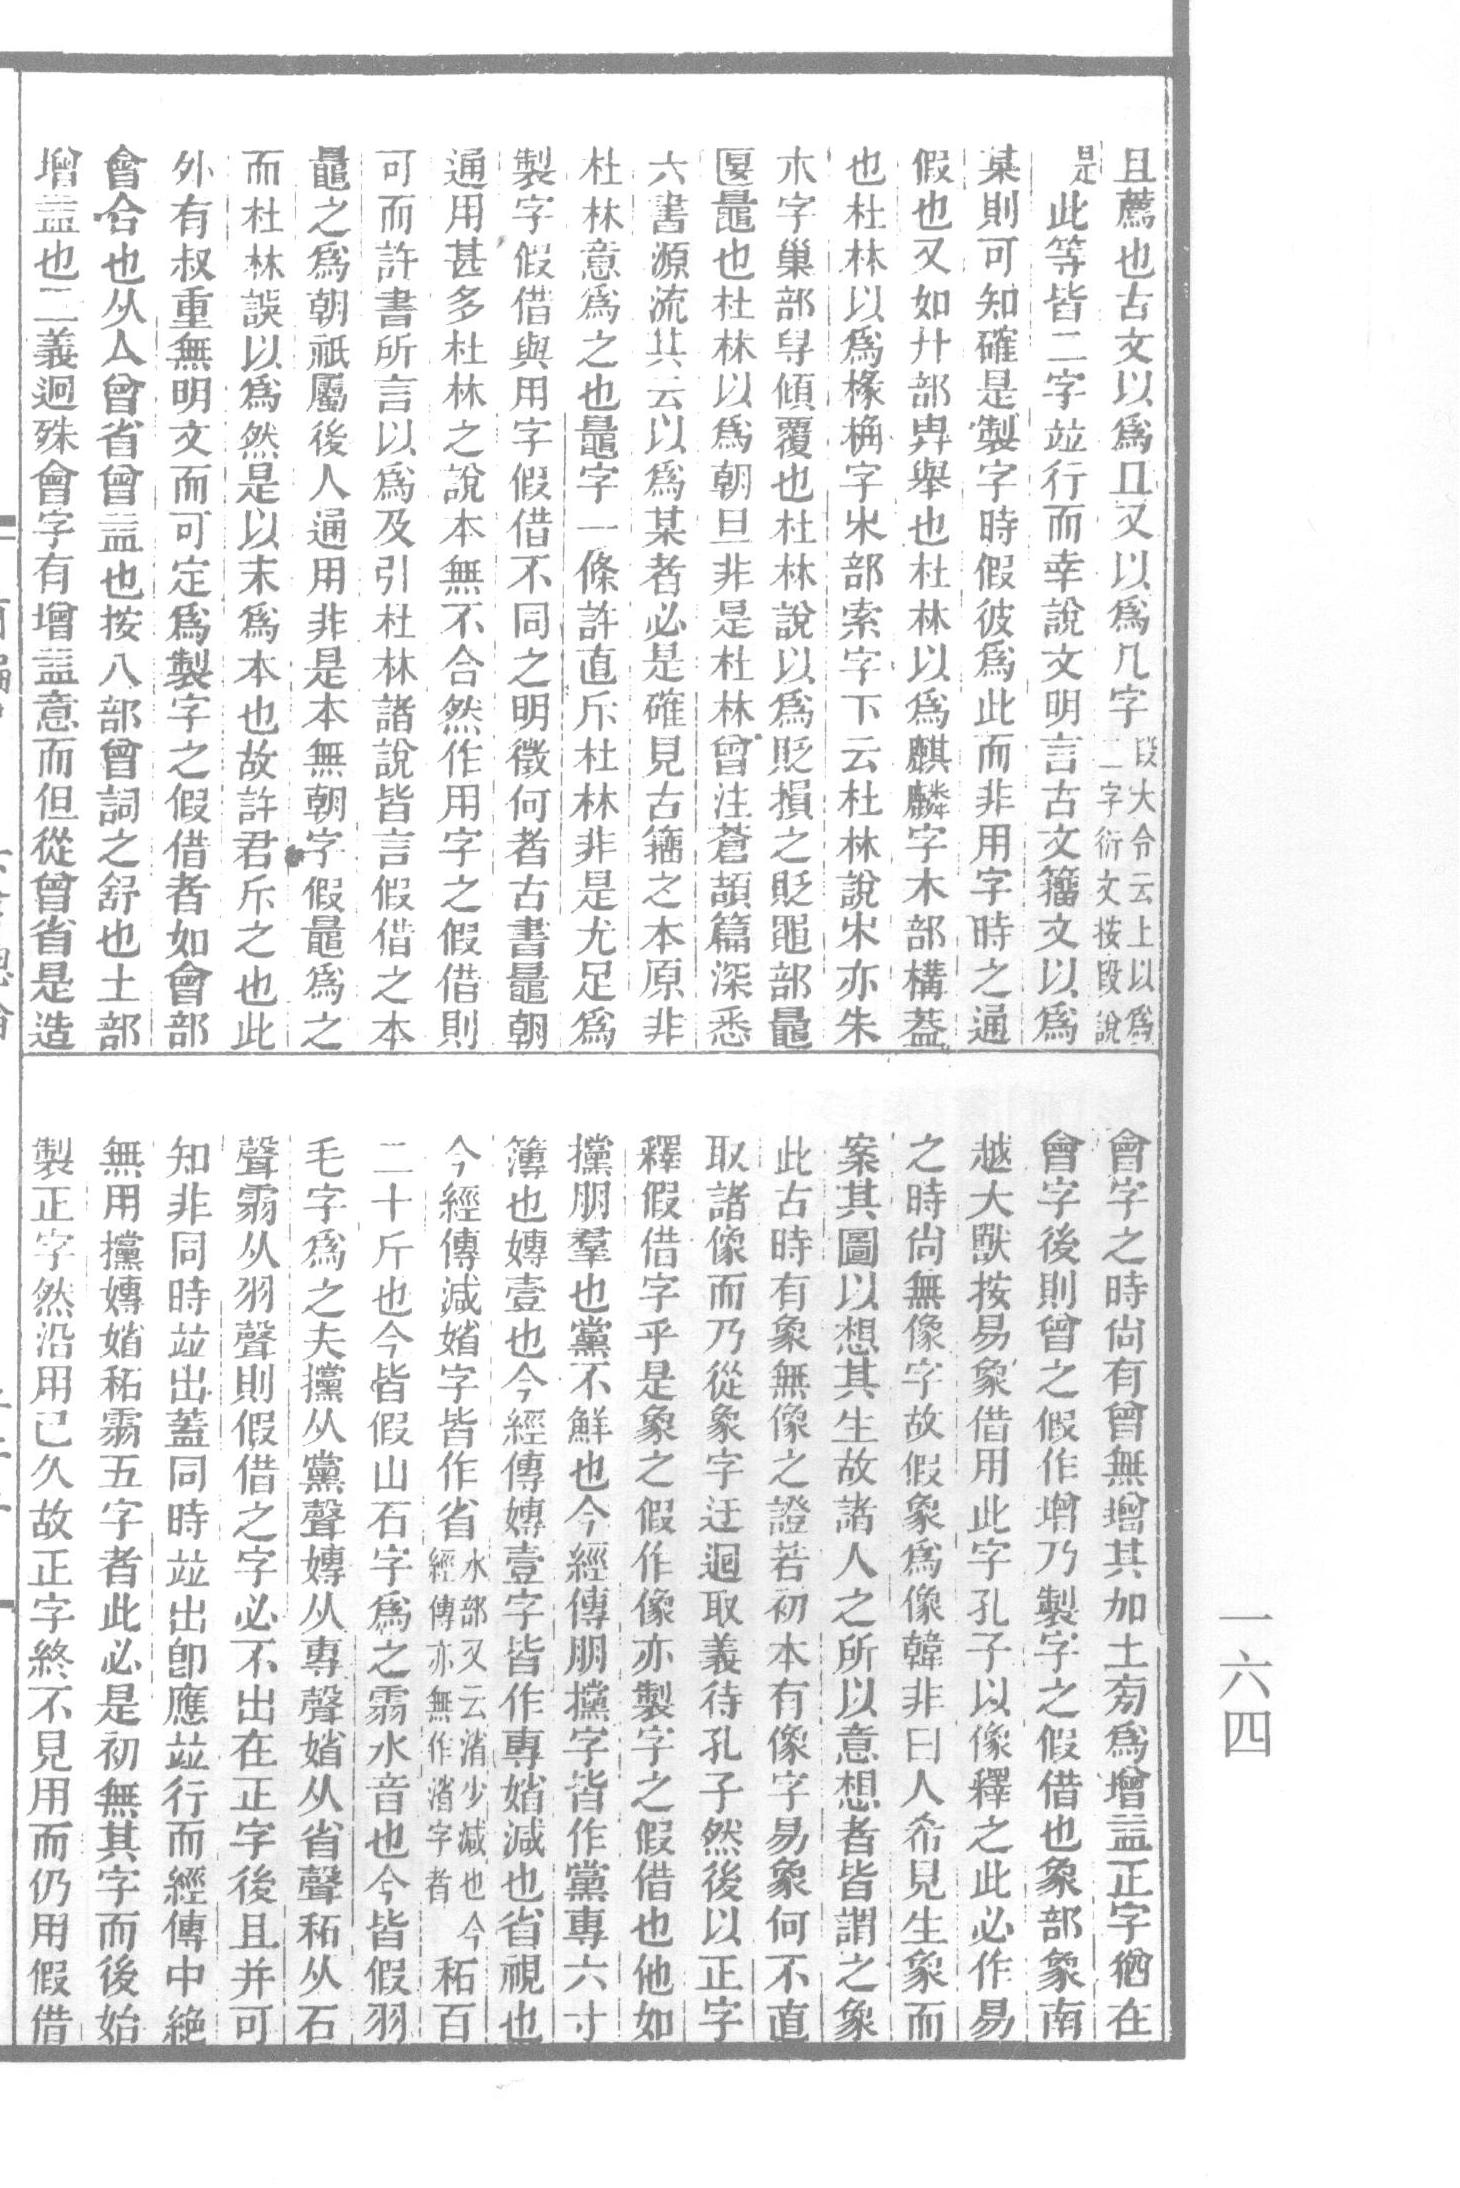 且薦也古文以爲且又以爲几字段大令云上以爲二字衍文按段說
是此等皆二字竝行而幸說文明言古文籒文以爲
某則可知確是製字時假彼爲此而非用字時之通
假也又如廾部𢍁舉也杜林以爲麒麟字木部構蓋
也杜林以爲椽桷字𣎵部索字下云杜林說𣎵亦朱
木字巢部𠬛傾覆也杜林說以爲貶損之貶黽部鼂
匽鼂也杜林以爲朝旦非是杜林曾注蒼頡篇深悉
六書源流其云以爲某者必是確見古籒之本原非
杜林意爲之也鼂字一條許直斥杜林非是尤足爲
製字假借與用字假借不同之明徵何者古書鼂朝
通用甚多杜林之說本無不合然作用字之假借則
可而許書所言以爲及引杜林諸說皆言假借之本
鼂之爲朝祇屬後人通用非是本無朝字假鼂爲之
而杜林誤以爲然是以末爲本也故許君斥之也此
外有叔重無明文而可定爲製字之假借者如會部
會合也从亼曾省曾益也按八部曾詞之舒也土部
增益也二義迥殊會字有增益意而但從曾省是造
會字之時尙有曾無增其加土旁爲增益正字猶在
會字後則曾之假作增乃製字之假借也象部象南
越大獸按易象借用此字孔子以像釋之此必作易
之時尙無像字故假象爲像韓非曰人希見生象而
案其圖以想其生故諸人之所以意想者皆謂之象
此古時有象無像之證若初本有像字易象何不直
取諸像而乃從象字迂迴取義待孔子然後以正字
釋假借字乎是象之假作像亦製字之假借也他如
攩朋羣也黨不鮮也今經傳朋攩字皆作黨專六寸
簿也嫥壹也今經傳嫥壹字皆作專媘減也省視也
今經傳減媘字皆作省水部又云渻少減也今經傳亦無作渻字者䄷百
二十斤也今皆假山石字爲之䨞水音也今皆假羽
毛字爲之夫攩从黨聲嫥从專聲媘从省聲䄷从石
聲䨞从羽聲則假借之字必不出在正字後且并可
知非同時竝出蓋同時竝出卽應竝行而經傳中絕
無用攩嫥媘䄷䨞五字者此必是初無其字而後始
製正字然沿用已久故正字終不見用而仍用假借
一六四